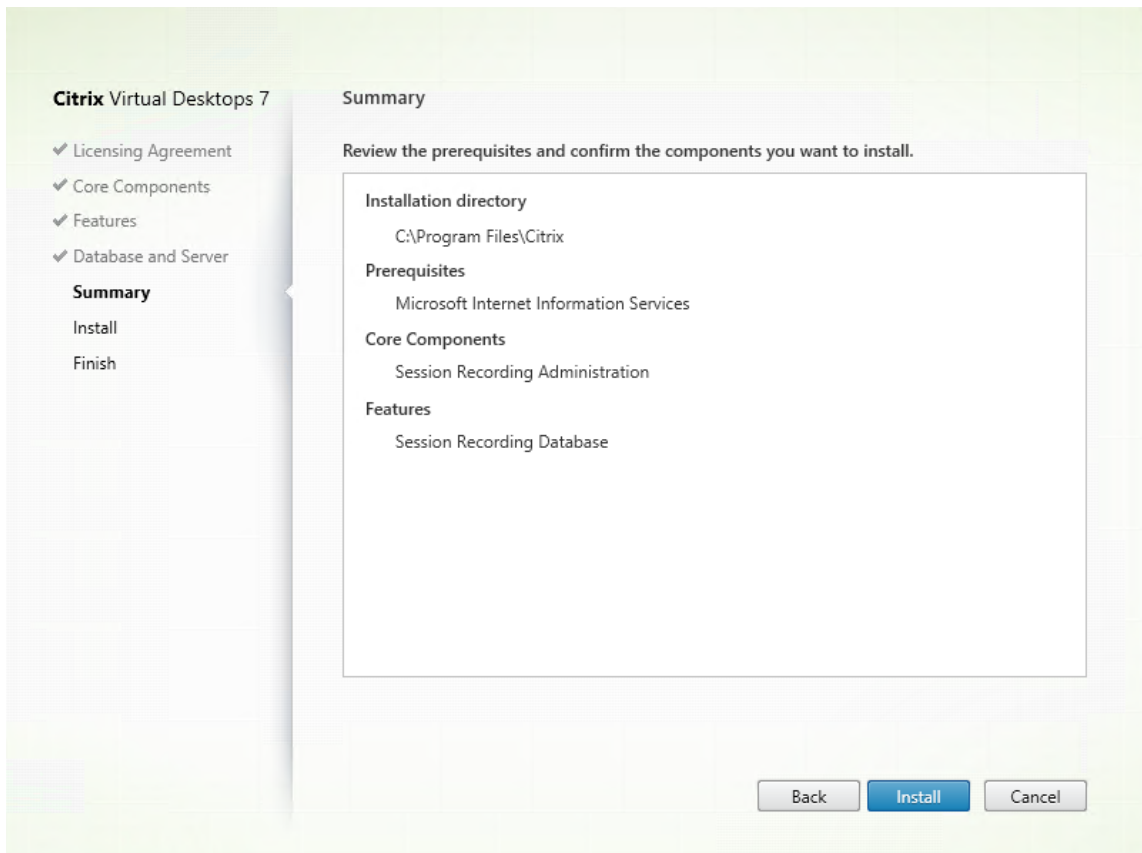 Citrix Virtual Desktops 7
Licensing Agreement
Core Components
Features
Database and Server
Summary
Install
Finish
Summary
Review the prerequisites and confirm the components you want to install.
Installation directory
C:\Program Files\Citrix
Prerequisites
Microsoft Internet Information Services
Core Components
Session Recording Administration
Features
Session Recording Database
Back
Install
Cancel